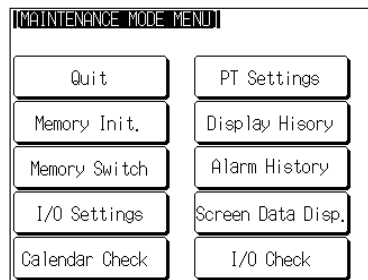 [MAINTENANCE MODE MENU]
Quit
PT Settings
Memory Init.
Display Hisory
Memory Switch
Alarm History
I/O Settings
Screen Data Disp.
Calendar Check
I/O Check